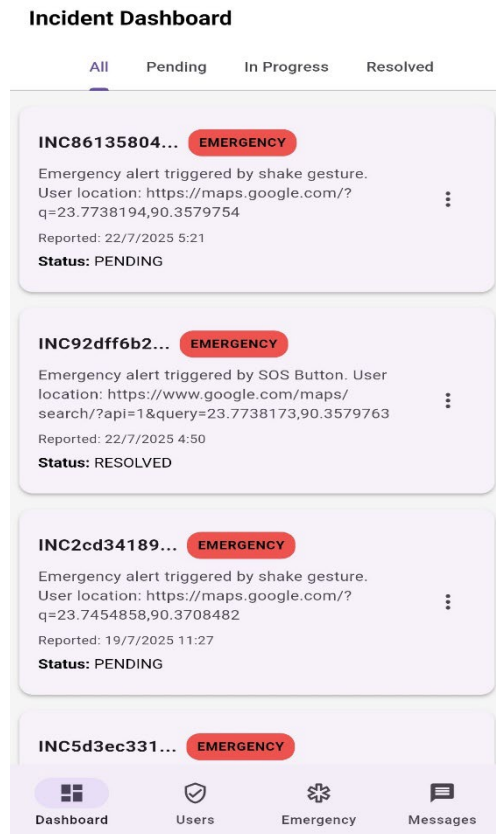 Incident Dashboard
All Pending In Progress Resolved
INC86135804... EMERGENCY
Emergency alert triggered by shake gesture.
User location: https://maps.google.com/?
q=23.7738194,90.3579754
Reported: 22/7/2025 5:21
Status: PENDING
INC92dff6b2... EMERGENCY
Emergency alert triggered by SOS Button. User
location: https://www.google.com/maps/
search/?api=1&query=23.7738173,90.3579763
Reported: 22/7/2025 4:50
Status: RESOLVED
INC2cd34189... EMERGENCY
Emergency alert triggered by shake gesture.
User location: https://maps.google.com/?
q=23.7454858,90.3708482
Reported: 19/7/2025 11:27
Status: PENDING
INC5d3ec331... EMERGENCY
Dashboard Users Emergency Messages